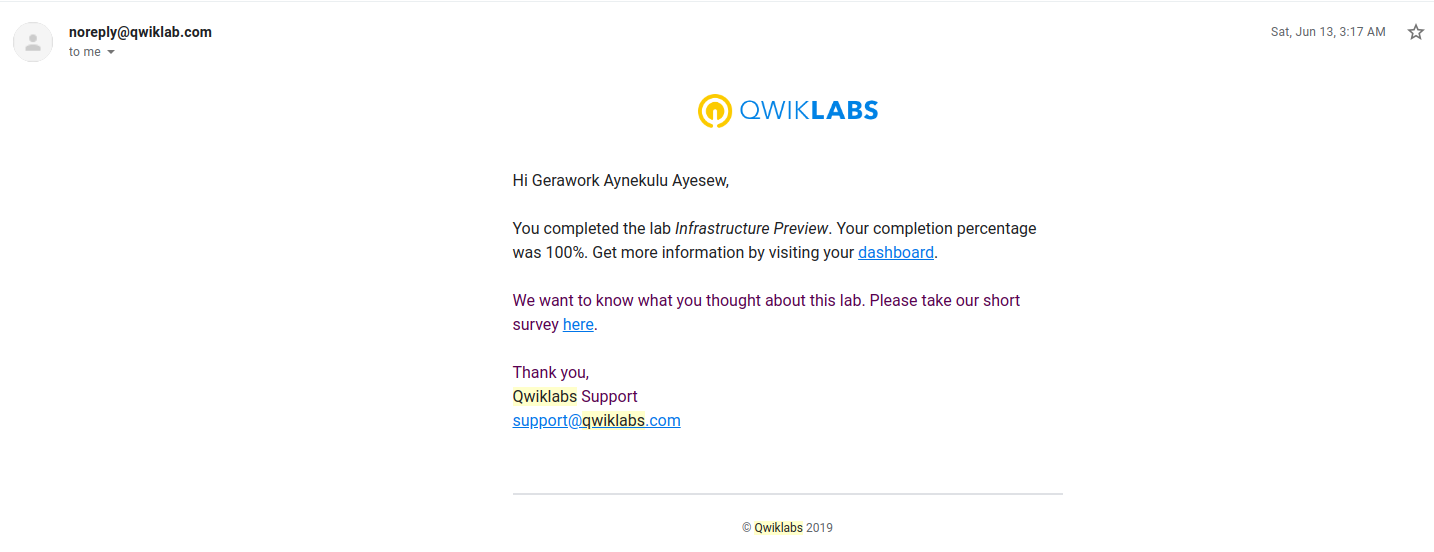 noreply@qwiklab.com
to me
Sat, Jun 13, 3:17 AM
QWIKLABS
Hi Gerawork Aynekulu Ayesew,
You completed the lab Infrastructure Preview. Your completion percentage
was 100%. Get more information by visiting your dashboard.
We want to know what you thought about this lab. Please take our short
survey here.
Thank you,
Qwiklabs Support
support@qwiklabs.com
© Qwiklabs 2019